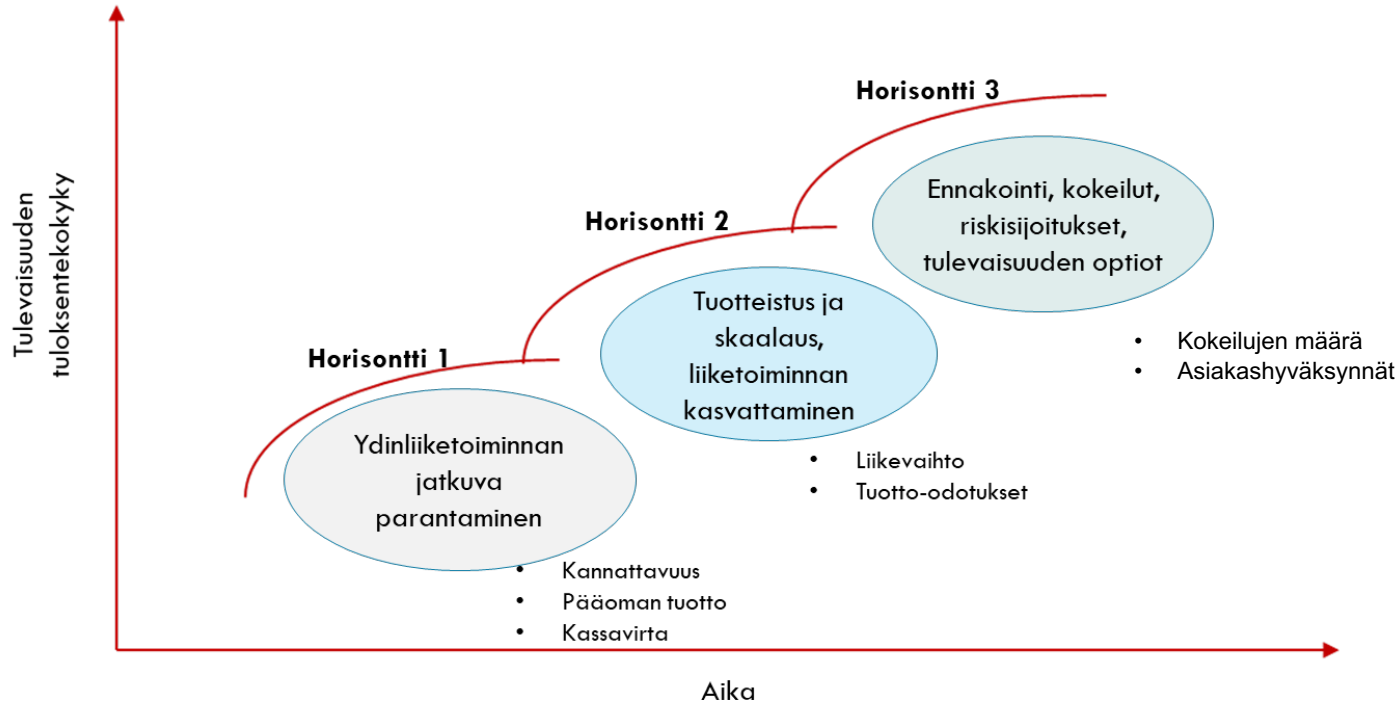 Tulevaisuuden
tuloksentekokyky
Horisontti 1
Ydinliiketoiminnan
jatkuva
parantaminen
• Kannattavuus
• Pääoman tuotto
• Kassavirta
Horisontti 2
Tuotteistus ja
skaalaus,
liiketoiminnan
kasvattaminen
• Liikevaihto
• Tuotto-odotukset
Horisontti 3
Ennakointi, kokeilut,
riskisijoitukset,
tulevaisuuden optiot
• Kokeilujen määrä
• Asiakashyväksynnät
Aika